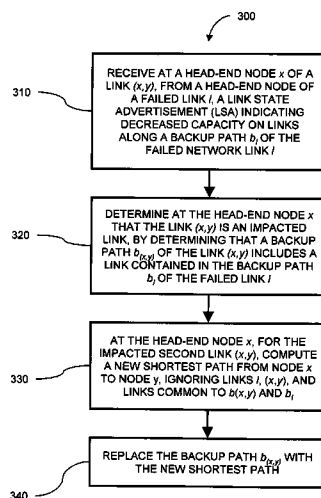 300
310
RECEIVE AT A HEAD-END NODE x OF A
LINK (x,y), FROM A HEAD-END NODE OF
A FAILED LINK l, A LINK STATE
ADVERTISEMENT (LSA) INDICATING
DECREASED CAPACITY ON LINKS
ALONG A BACKUP PATH bl OF THE
FAILED NETWORK LINK l
320
DETERMINE AT THE HEAD-END NODE x
THAT THE LINK (x,y) IS AN IMPACTED
LINK, BY DETERMINING THAT A BACKUP
PATH b(x,y) OF THE LINK (x,y) INCLUDES A
LINK CONTAINED IN THE BACKUP PATH
bl OF THE FAILED LINK l
330
AT THE HEAD-END NODE x, FOR THE
IMPACTED SECOND LINK (x,y), COMPUTE
A NEW SHORTEST PATH FROM NODE x
TO NODE y, IGNORING LINKS l, (x,y), AND
LINKS COMMON TO b(x,y) AND bl
340
REPLACE THE BACKUP PATH b(x,y) WITH
THE NEW SHORTEST PATH